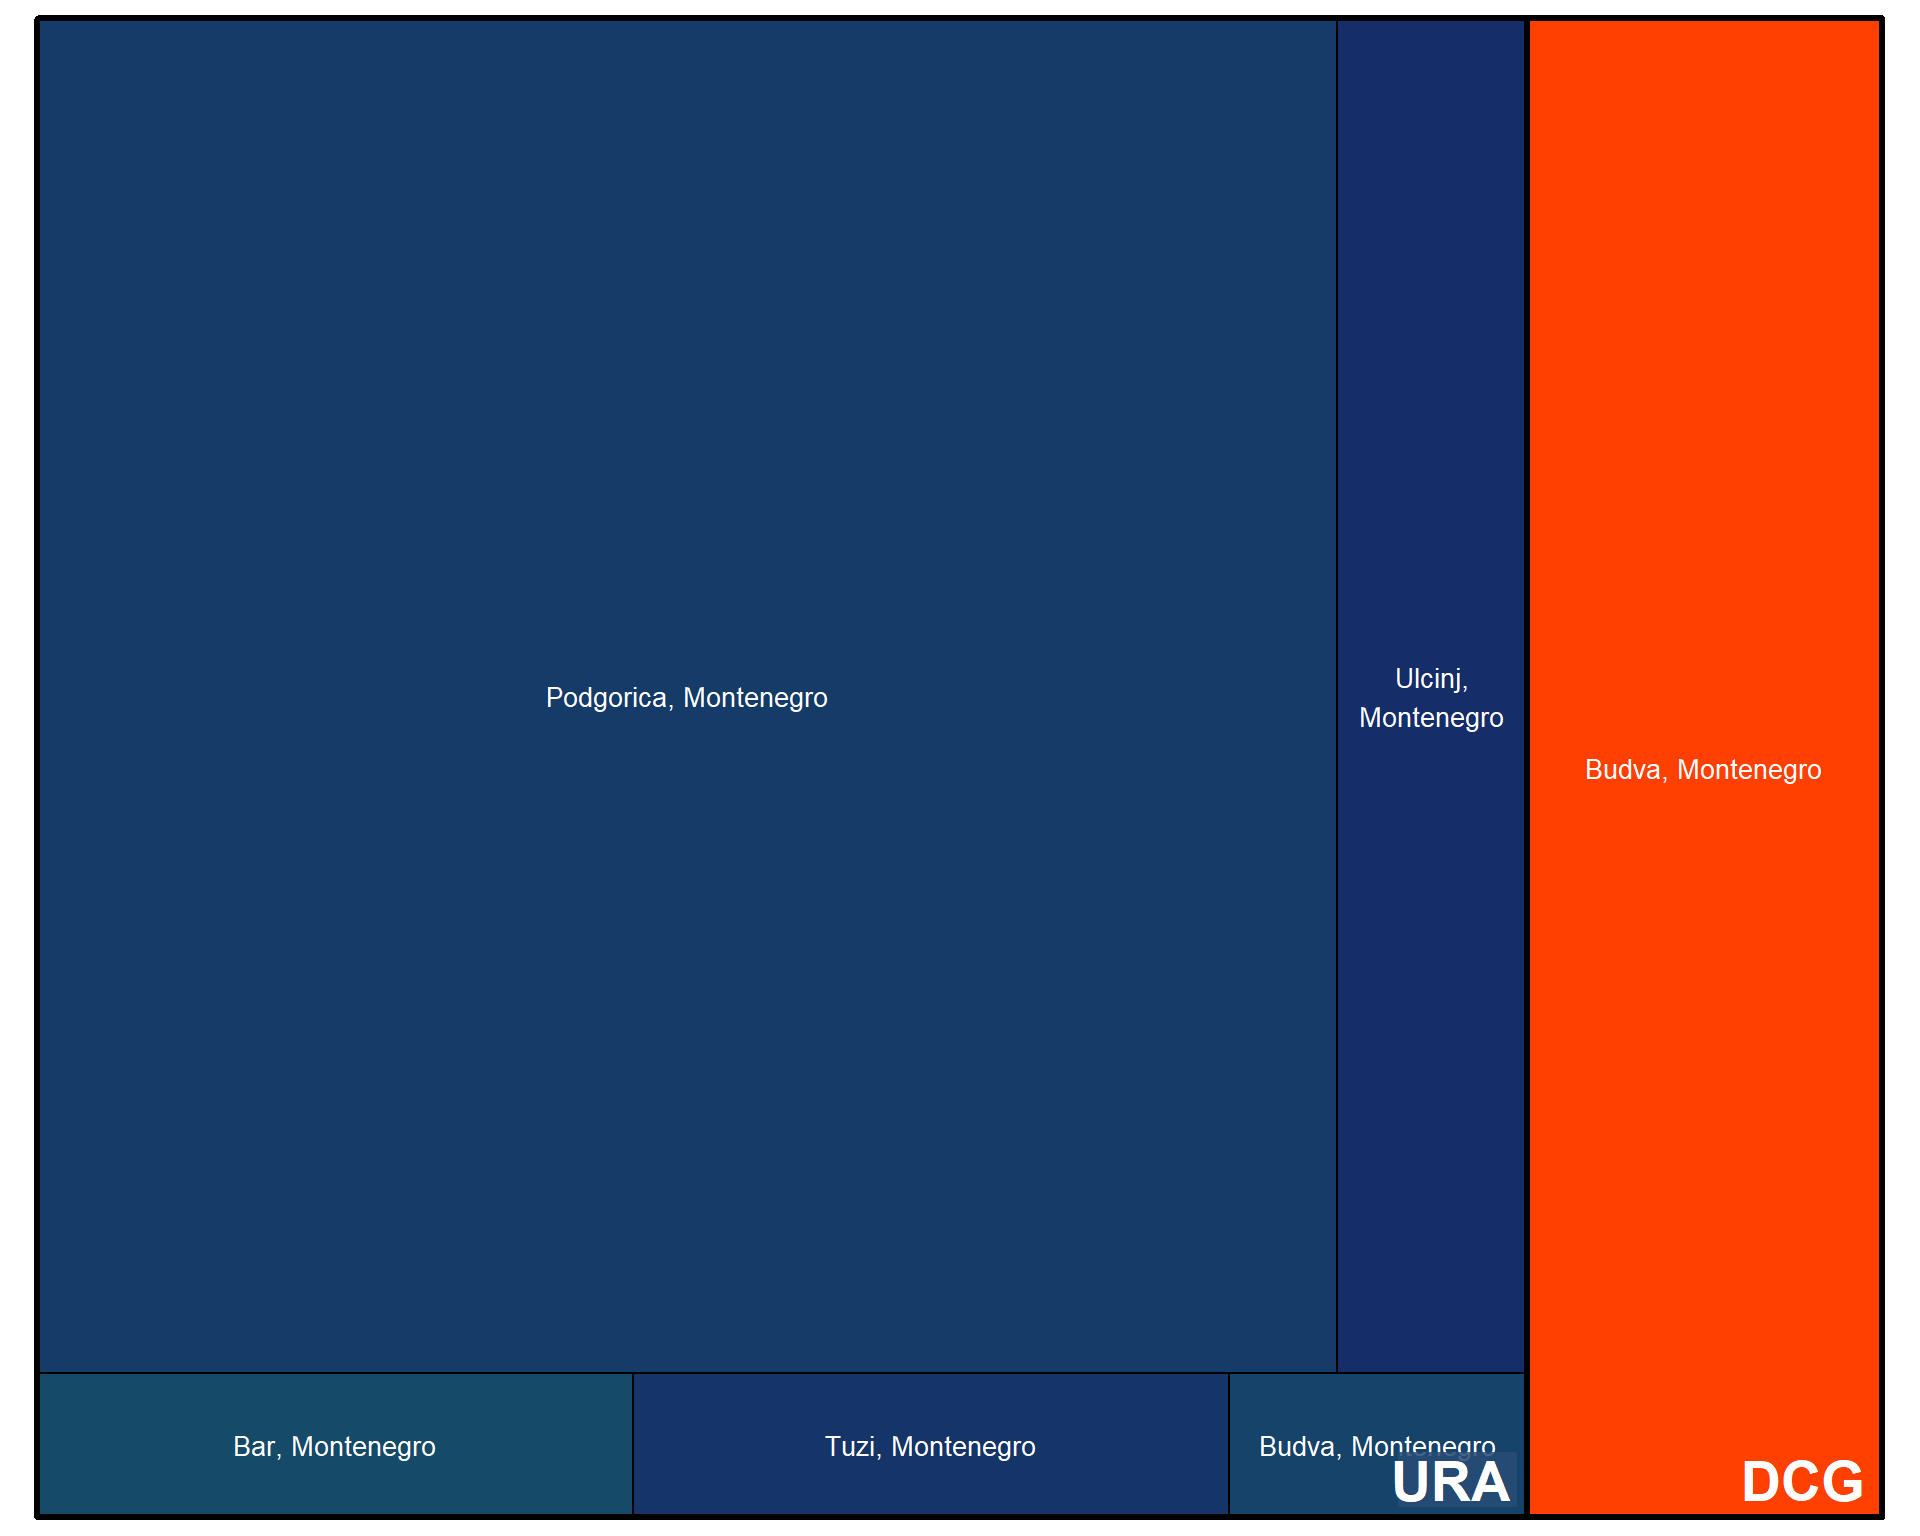 Podgorica, Montenegro
Ulcinj,
Montenegro
Budva, Montenegro
Bar, Montenegro
Tuzi, Montenegro
Budva, Montenegro
URA
DCG